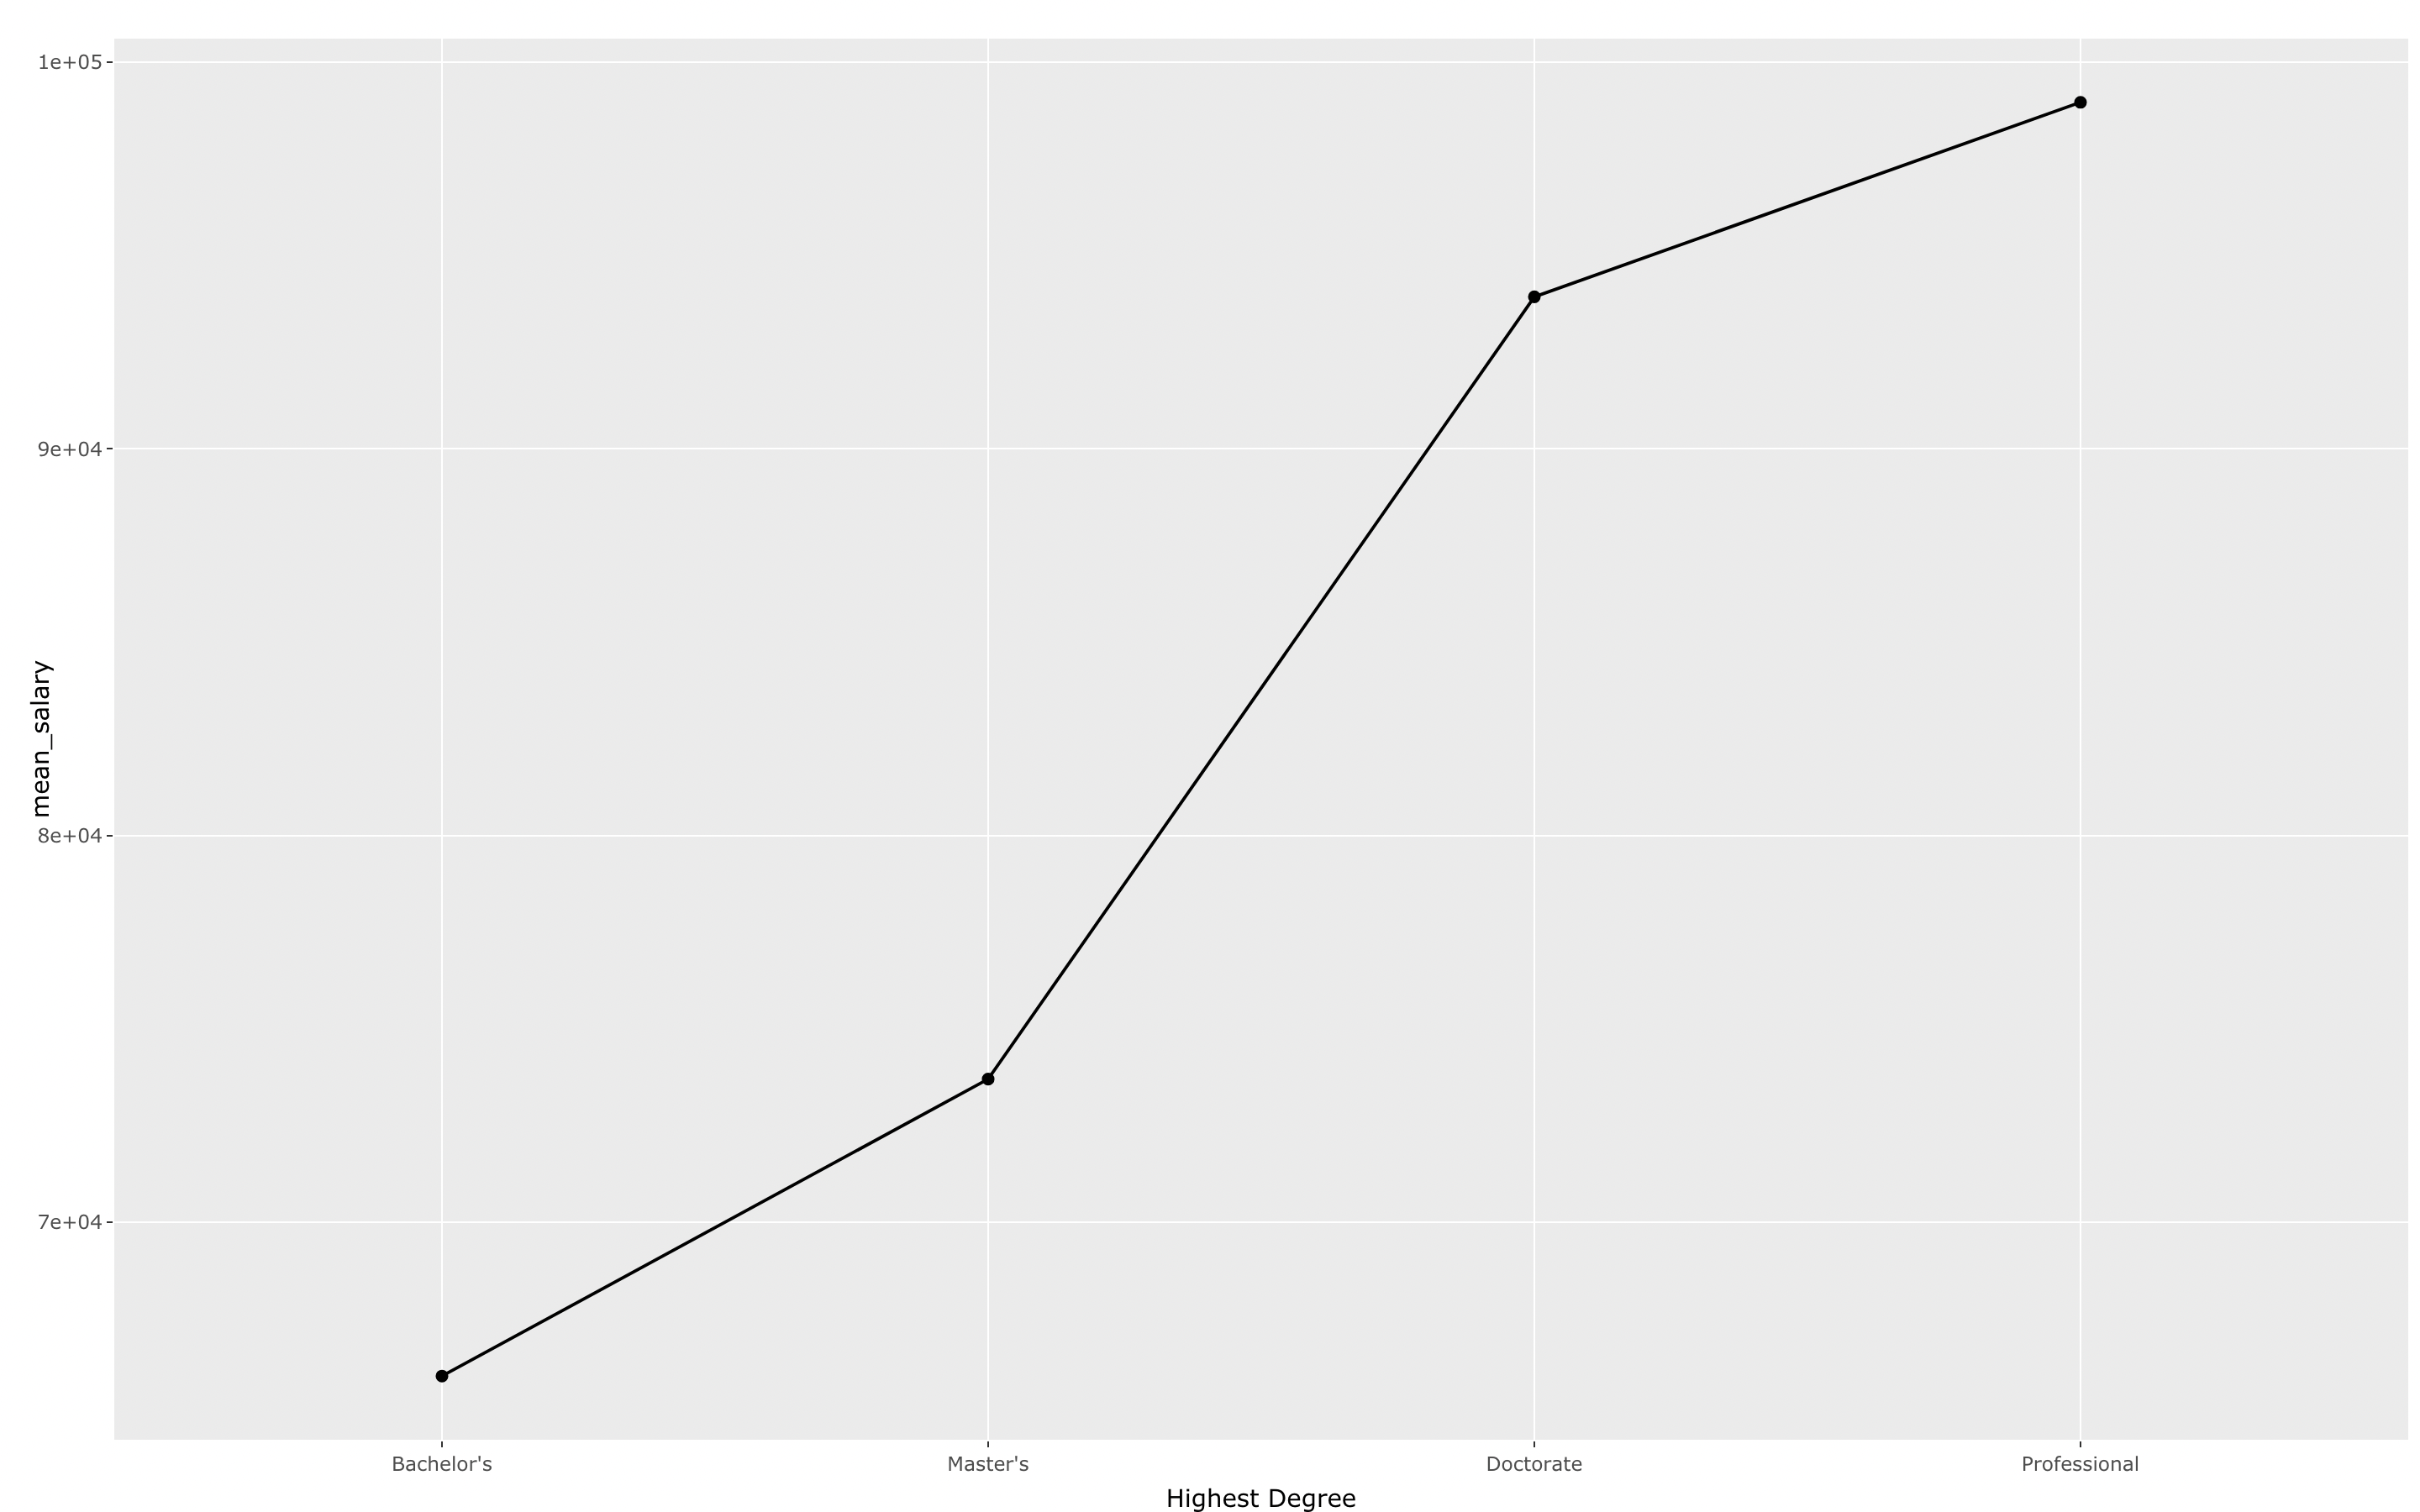 1e+05
9e+04
8e+04
7e+04
mean_salary
Bachelor's Master's Doctorate Professional
Highest Degree